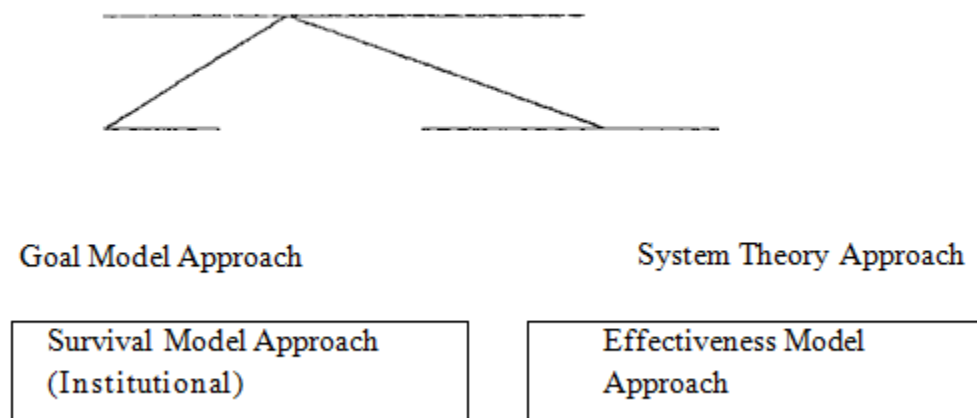 Goal Model Approach
System Theory Approach
Survival Model Approach
(Institutional)
Effectiveness Model
Approach